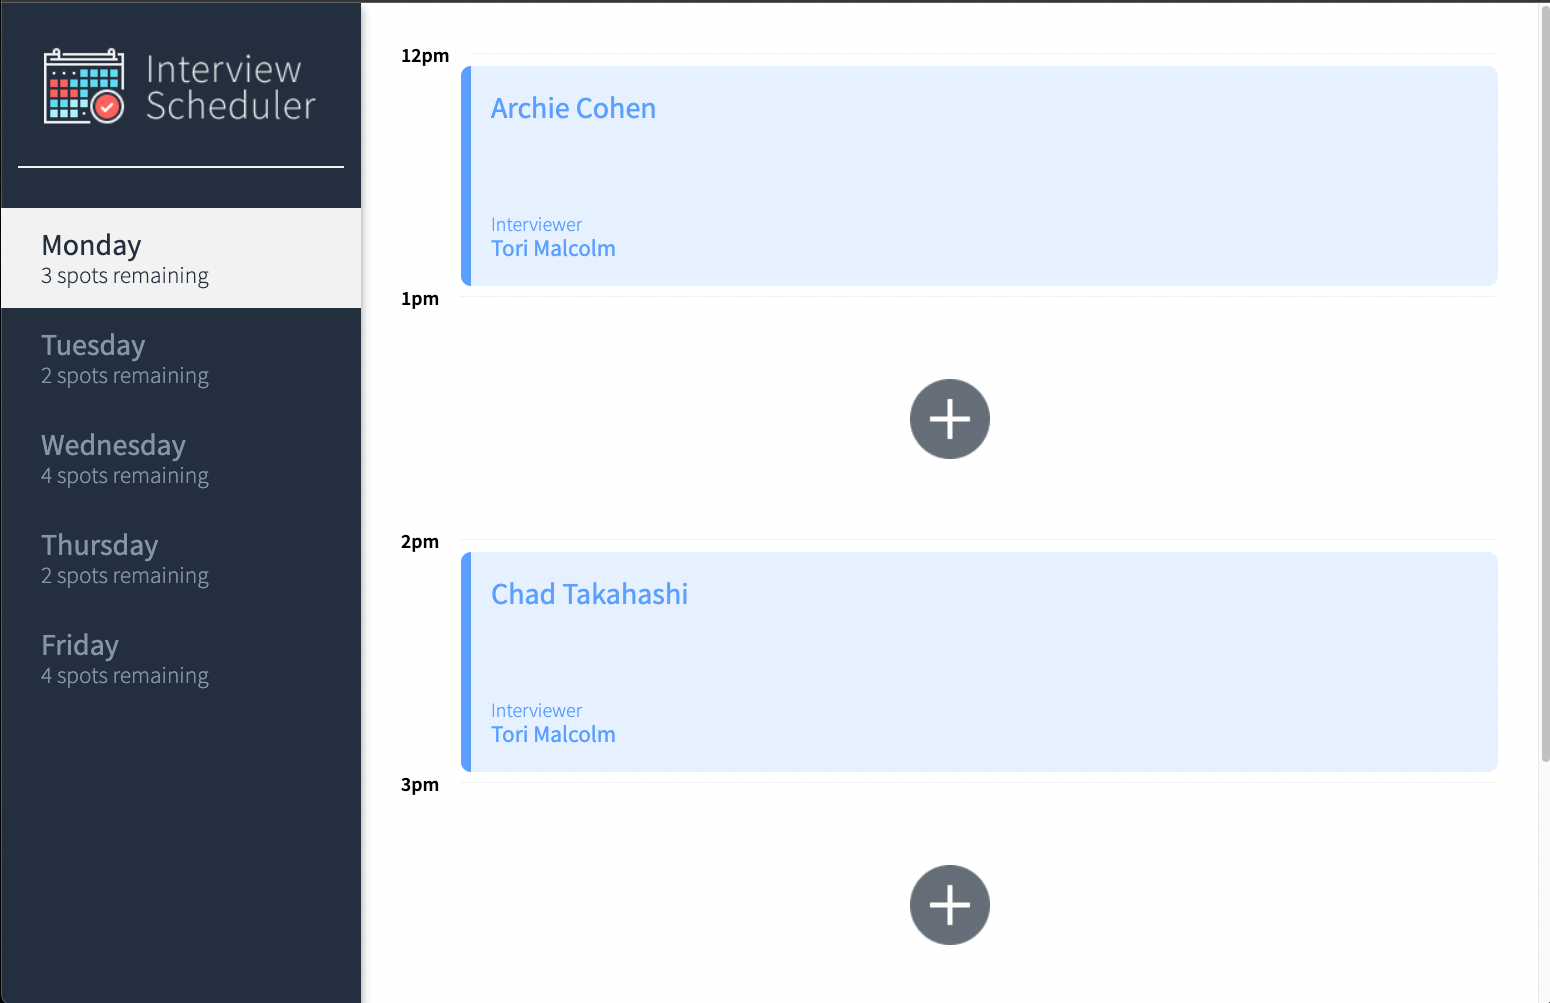 Interview
Scheduler
Monday
3 spots remaining
Tuesday
2 spots remaining
Wednesday
4 spots remaining
Thursday
2 spots remaining
Friday
4 spots remaining
12pm
Archie Cohen
Interviewer
Tori Malcolm
1pm
2pm
Chad Takahashi
Interviewer
Tori Malcolm
3pm